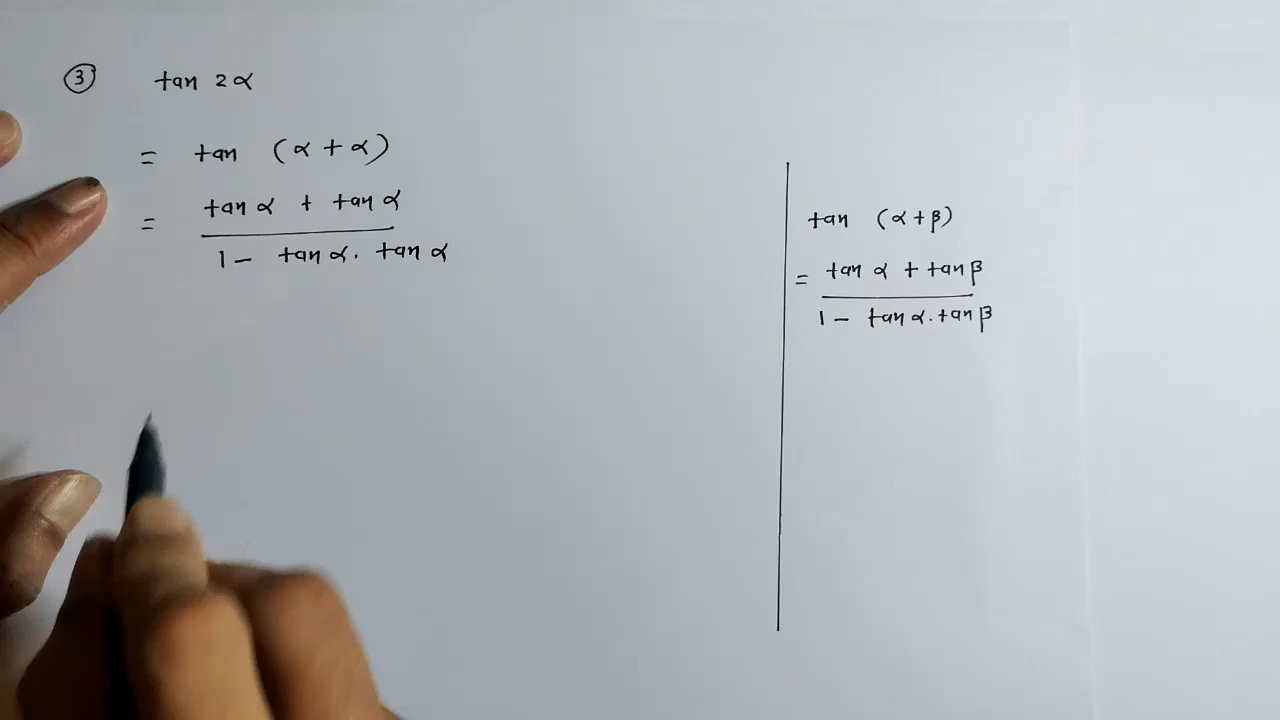 ③ tan 2α
= tan (α + α)
= tan α + tan α
1 - tan α . tan α
tan (α + β)
= tan α + tan β
1 - tan α . tan β